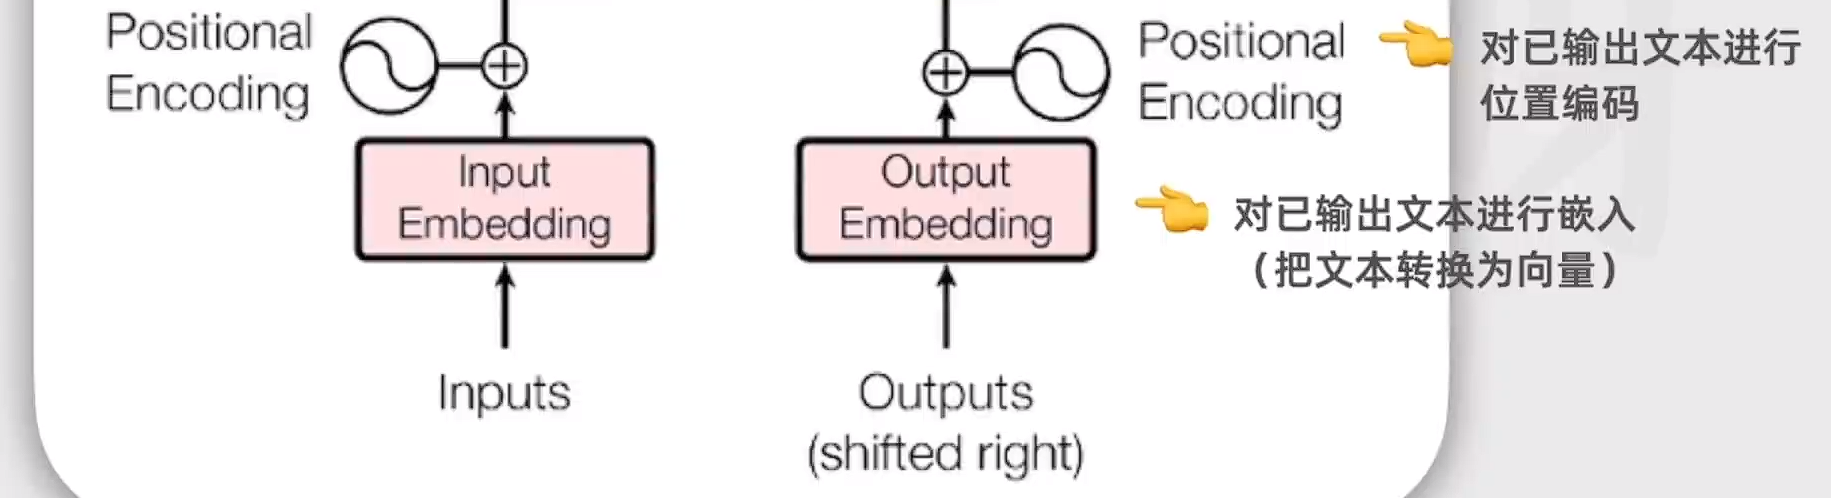 Positional
Encoding
Positional
Encoding
对已输出文本进行
位置编码
Input
Embedding
Output
Embedding
对已输出文本进行嵌入
（把文本转换为向量）
Inputs
Outputs
(shifted right)